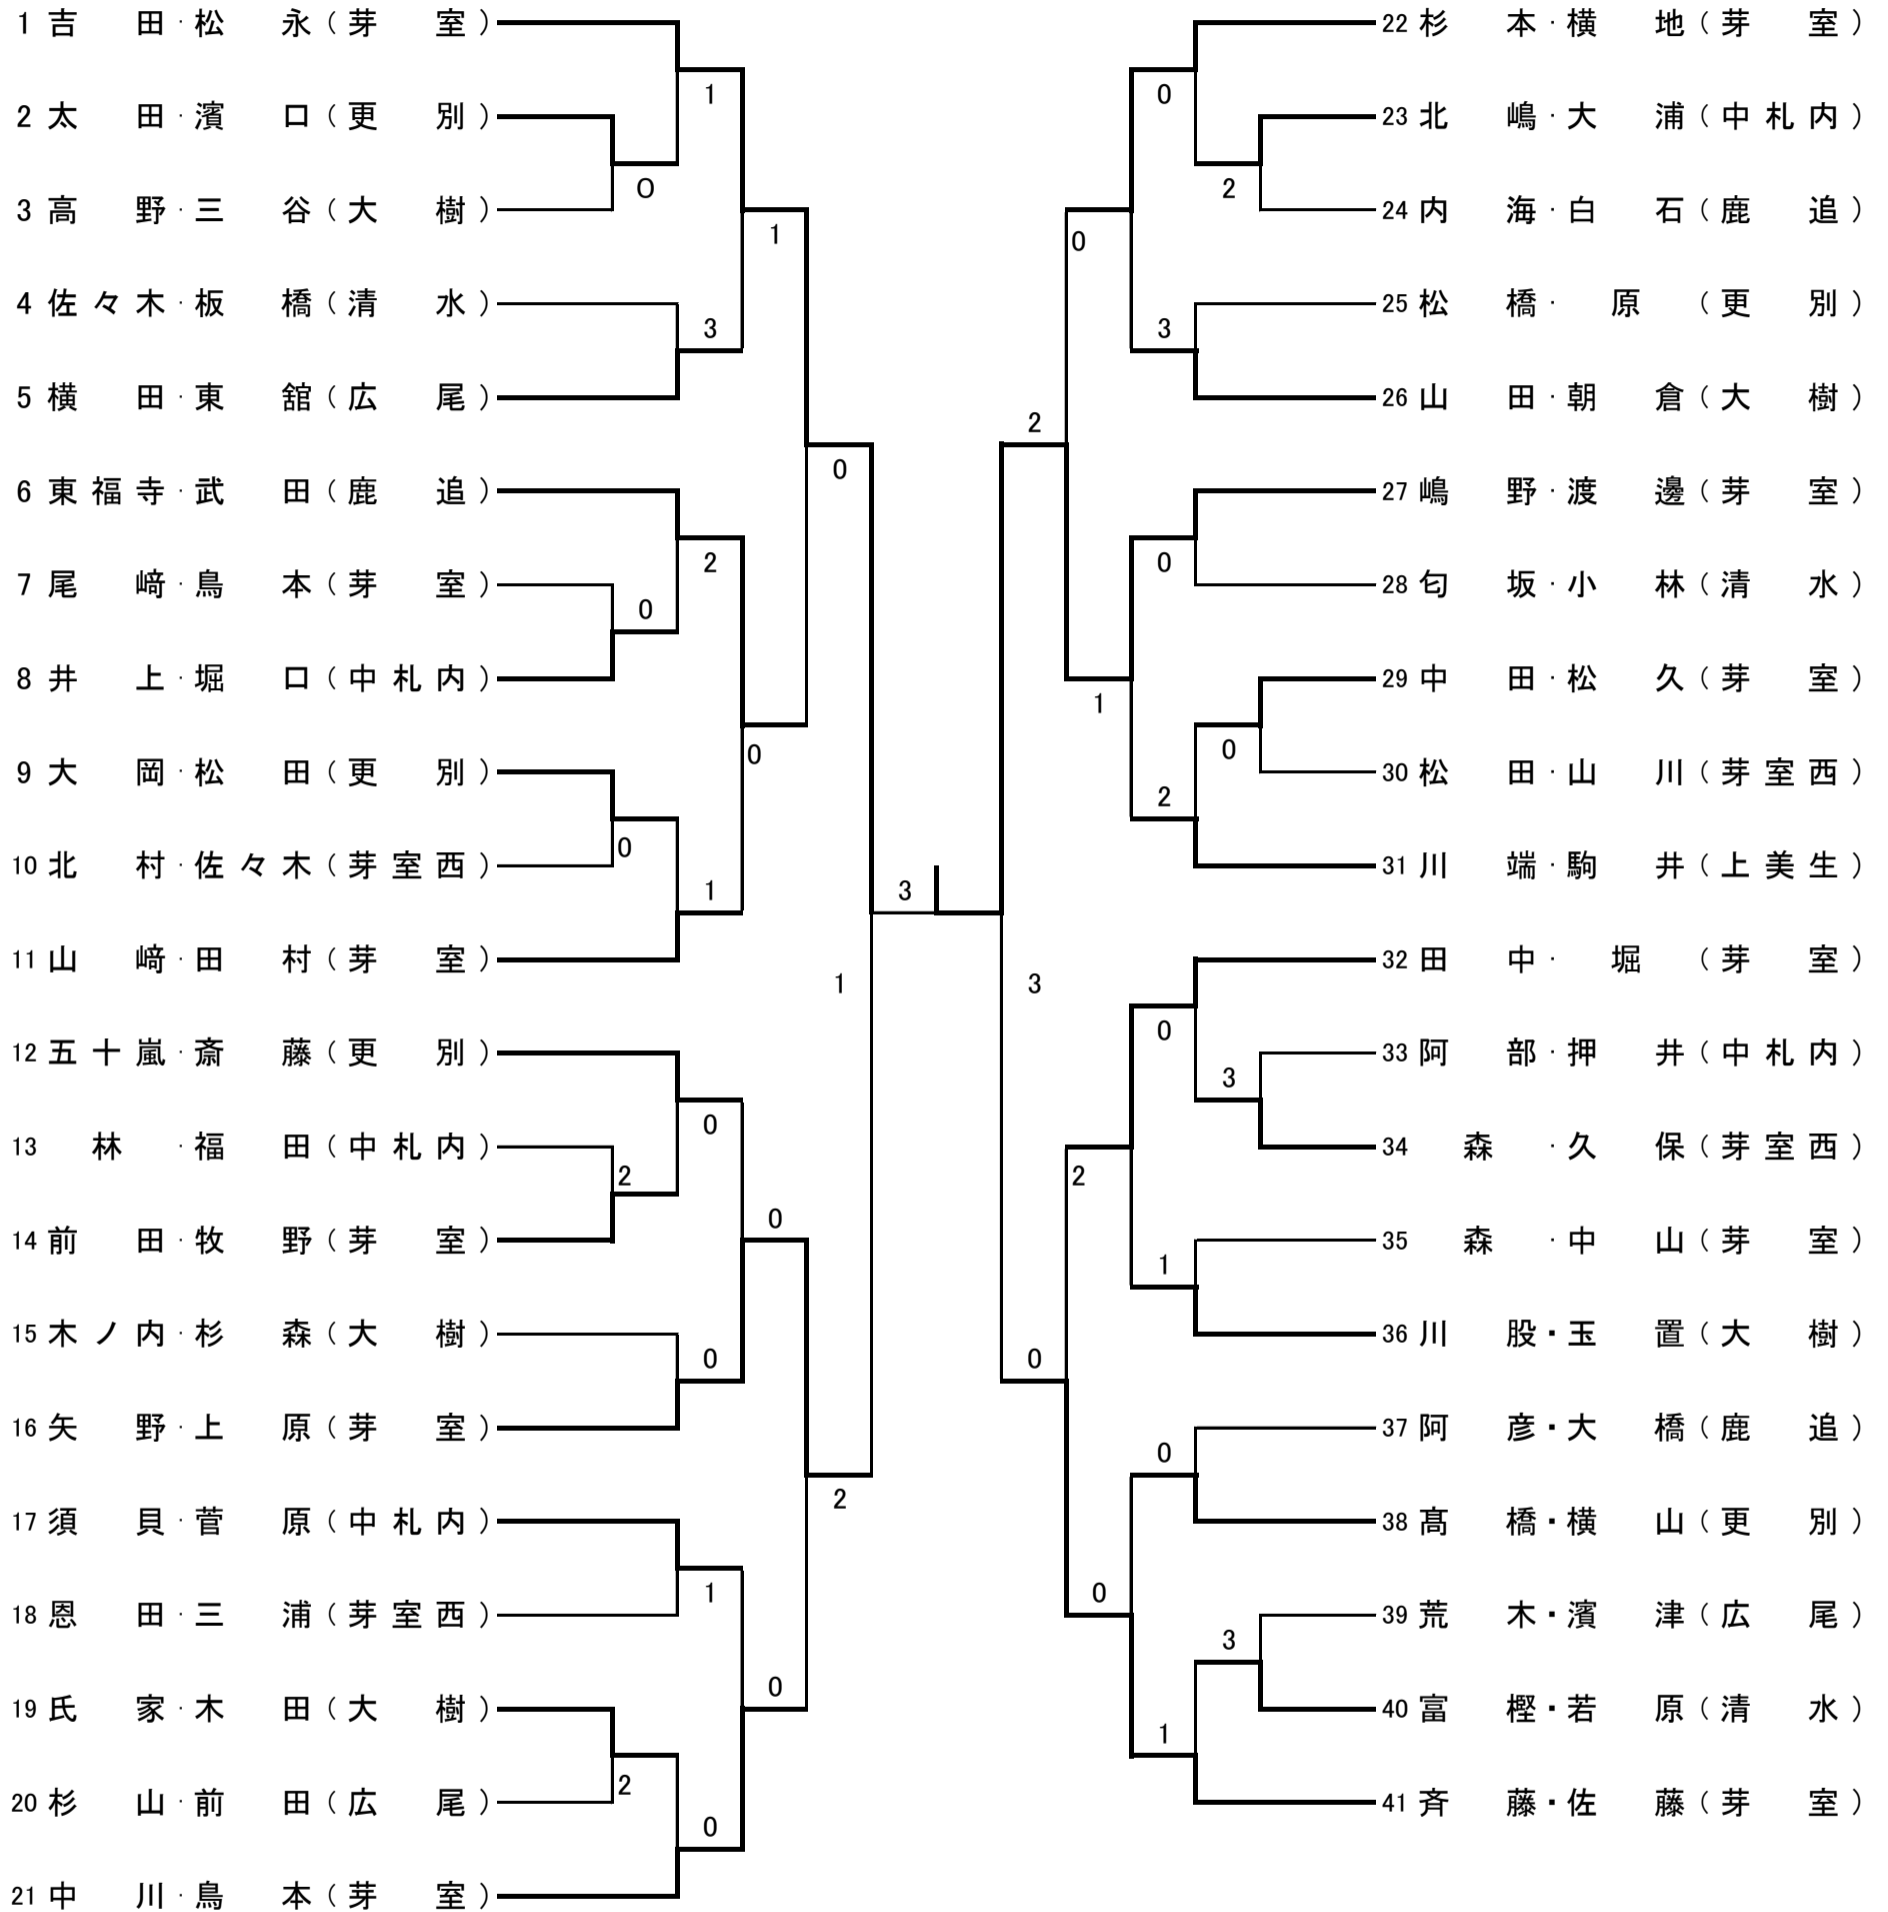 1 吉田・松永（芽室）
2 太田・濱口（更別）
3 高野・三谷（大樹）
4 佐々木・板橋（清水）
5 横田・東舘（広尾）
6 東福寺・武田（鹿追）
7 尾﨑・鳥本（芽室）
8 井上・堀口（中札内）
9 大岡・松田（更別）
10 北村・佐々木（芽室西）
11 山﨑・田村（芽室）
12 五十嵐・斎藤（更別）
13 林・福田（中札内）
14 前田・牧野（芽室）
15 木ノ内・杉森（大樹）
16 矢野・上原（芽室）
17 須貝・菅原（中札内）
18 恩田・三浦（芽室西）
19 氏家・木田（大樹）
20 杉山・前田（広尾）
21 中川・鳥本（芽室）
1
0
1
3
0
2
0
0
0
1
1
0
2
0
0
2
1
0
2
0
3
22 杉本・横地（芽室）
23 北嶋・大浦（中札内）
24 内海・白石（鹿追）
25 松橋・原（更別）
26 山田・朝倉（大樹）
27 嶋野・渡邊（芽室）
28 匂坂・小林（清水）
29 中田・松久（芽室）
30 松田・山川（芽室西）
31 川端・駒井（上美生）
32 田中・堀（芽室）
33 阿部・押井（中札内）
34 森・久保（芽室西）
35 森・中山（芽室）
36 川股・玉置（大樹）
37 阿彦・大橋（鹿追）
38 髙橋・横山（更別）
39 荒木・濱津（広尾）
40 富樫・若原（清水）
41 斉藤・佐藤（芽室）
0
2
0
3
2
0
1
0
2
3
0
3
2
1
0
0
0
3
1